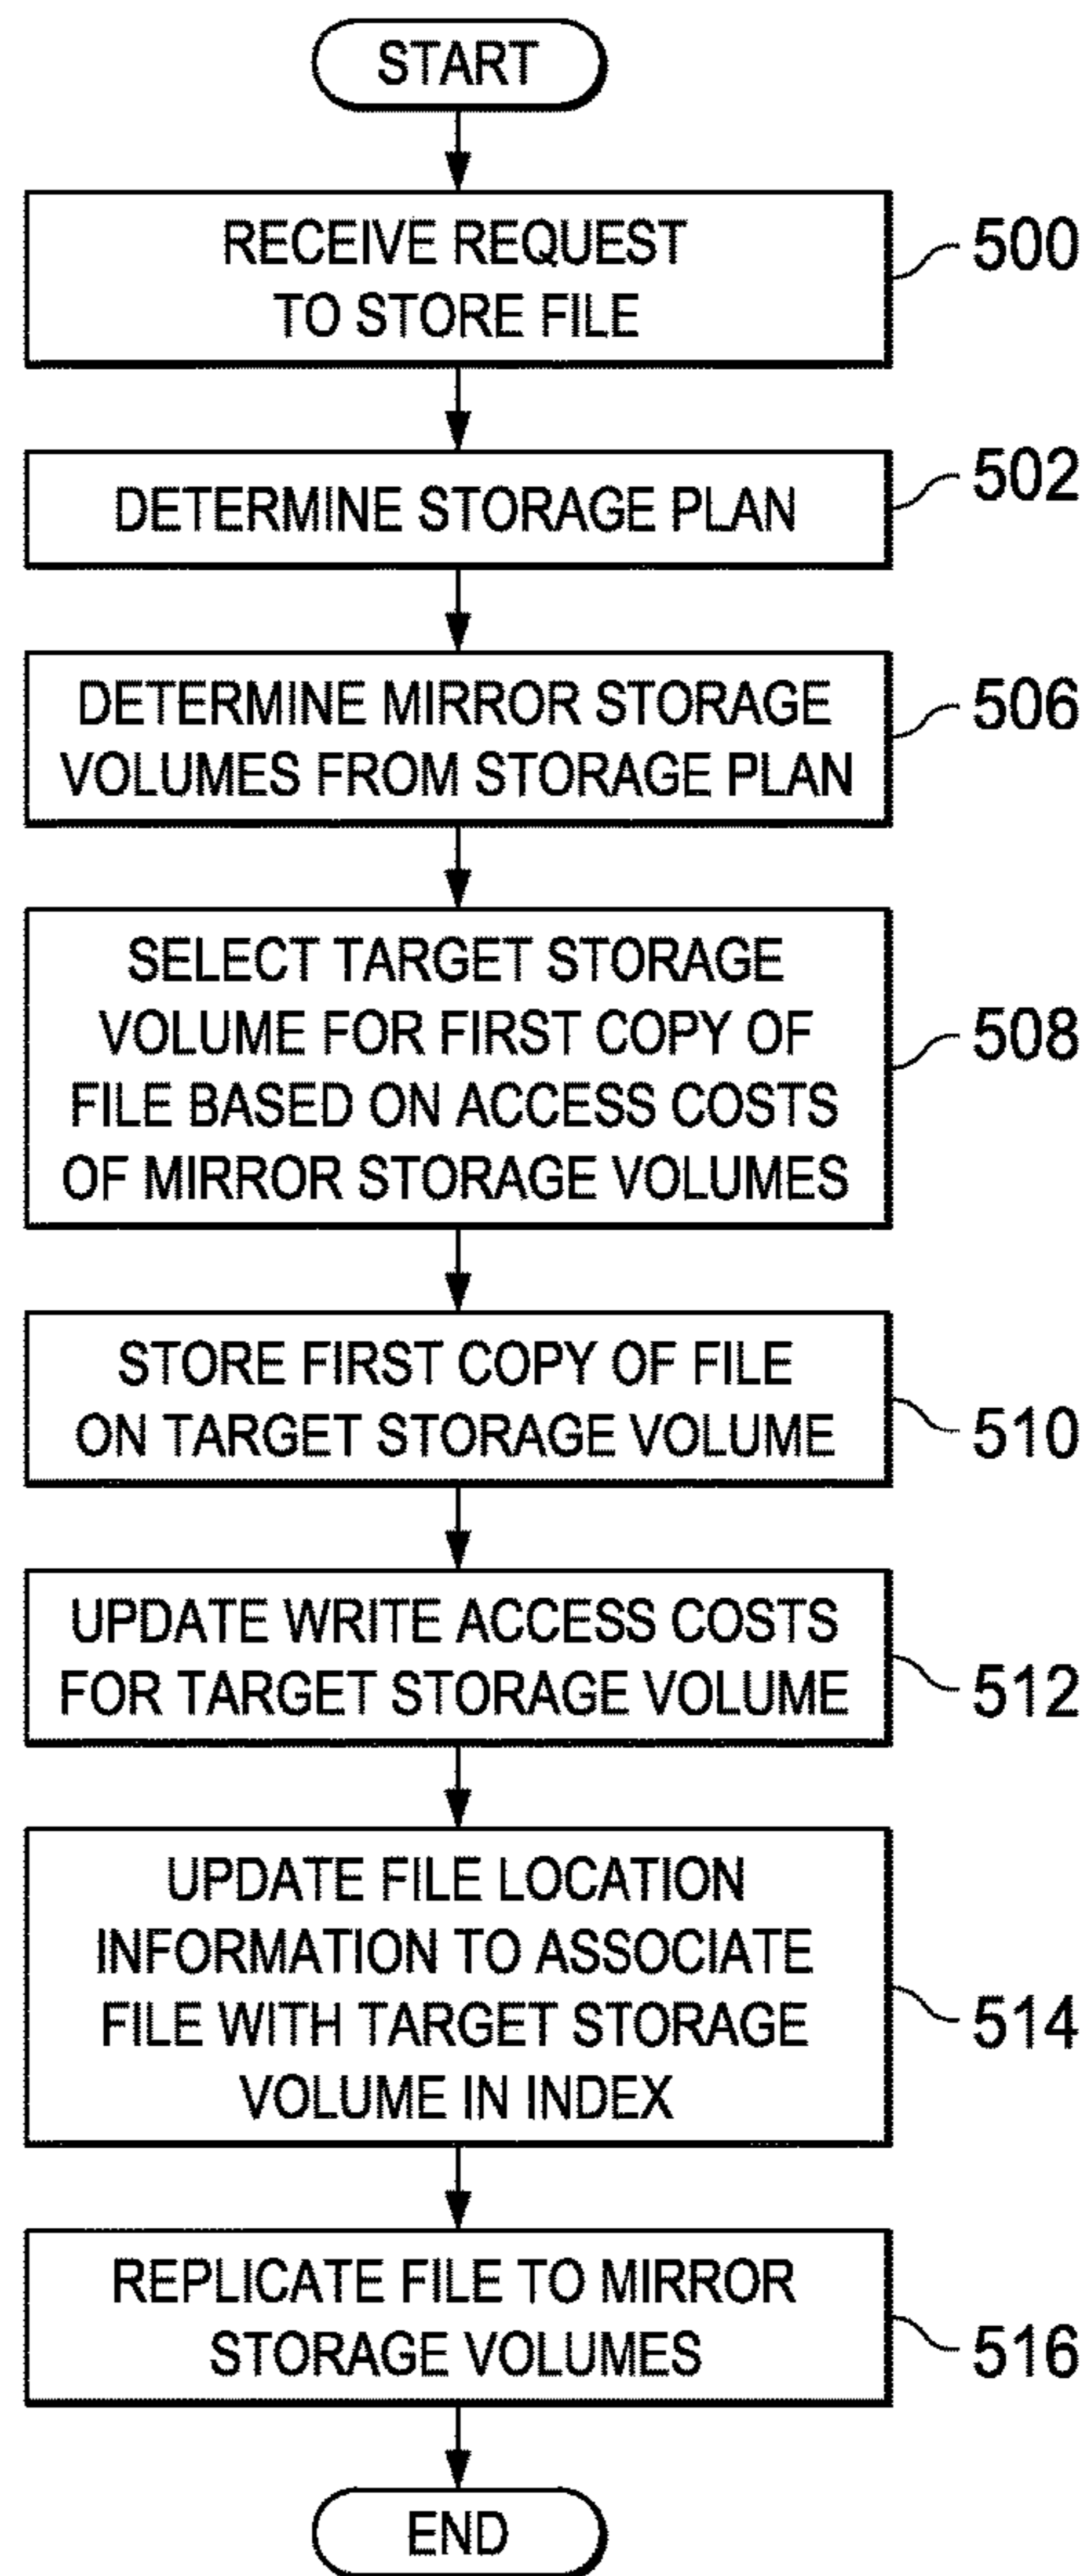 START
RECEIVE REQUEST
TO STORE FILE
500
DETERMINE STORAGE PLAN
502
DETERMINE MIRROR STORAGE
VOLUMES FROM STORAGE PLAN
506
SELECT TARGET STORAGE
VOLUME FOR FIRST COPY OF
FILE BASED ON ACCESS COSTS
OF MIRROR STORAGE VOLUMES
508
STORE FIRST COPY OF FILE
ON TARGET STORAGE VOLUME
510
UPDATE WRITE ACCESS COSTS
FOR TARGET STORAGE VOLUME
512
UPDATE FILE LOCATION
INFORMATION TO ASSOCIATE
FILE WITH TARGET STORAGE
VOLUME IN INDEX
514
REPLICATE FILE TO MIRROR
STORAGE VOLUMES
516
END